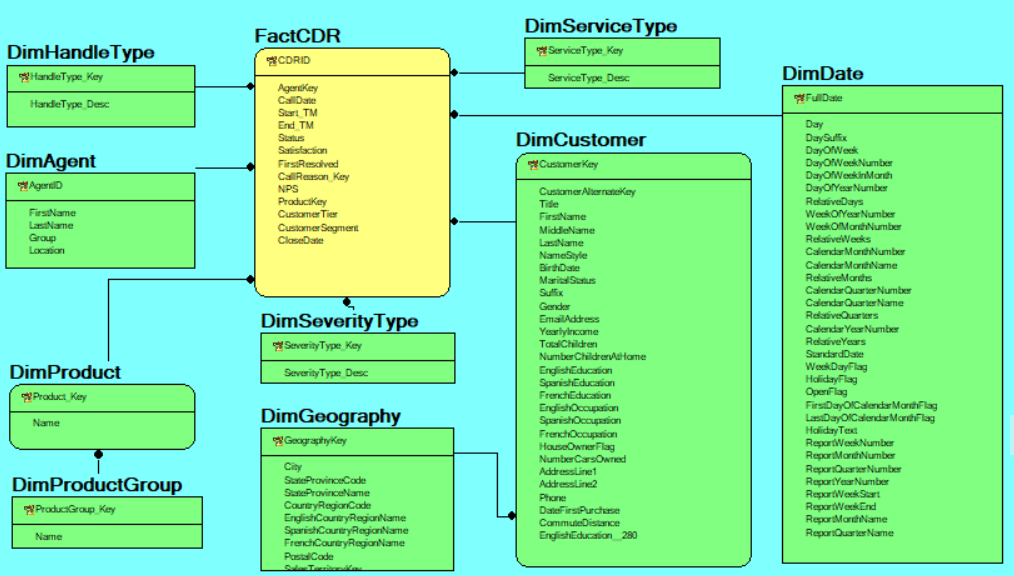 DimHandleType
HandleType_Key
HandleType_Desc
DimAgent
AgentID
FirstName
LastName
Group
Location
DimProduct
Product_Key
Name
DimProductGroup
ProductGroup_Key
Name
FactCDR
CDRID
AgentKey
CallDate
Start_TM
End_TM
Status
Satisfaction
FirstResolved
CallReason_Key
NPS
ProductKey
CustomerTier
CustomerSegment
CloseDate
DimSeverityType
SeverityType_Key
SeverityType_Desc
DimGeography
GeographyKey
City
StateProvinceCode
StateProvinceName
CountryRegionCode
EnglishCountryRegionName
SpanishCountryRegionName
FrenchCountryRegionName
PostalCode
SalesTerritoryKey
DimServiceType
ServiceType_Key
ServiceType_Desc
DimCustomer
CustomerKey
CustomerAlternateKey
Title
FirstName
MiddleName
LastName
NameStyle
BirthDate
MaritalStatus
Suffix
Gender
EmailAddress
YearlyIncome
TotalChildren
NumberChildrenAtHome
EnglishEducation
SpanishEducation
FrenchEducation
EnglishOccupation
SpanishOccupation
FrenchOccupation
HouseOwnerFlag
NumberCarsOwned
AddressLine1
AddressLine2
Phone
DateFirstPurchase
CommuteDistance
EnglishEducation__280
DimDate
FullDate
Day
DaySuffix
DayOfWeek
DayOfWeekNumber
DayOfWeekInMonth
DayOfYearNumber
RelativeDays
WeekOfYearNumber
WeekOfMonthNumber
RelativeWeeks
CalendarMonthNumber
CalendarMonthName
RelativeMonths
CalendarQuarterNumber
CalendarQuarterName
RelativeQuarters
CalendarYearNumber
RelativeYears
StandardDate
WeekDayFlag
HolidayFlag
OpenFlag
FirstDayOfCalendarMonthFlag
LastDayOfCalendarMonthFlag
HolidayText
ReportWeekNumber
ReportMonthNumber
ReportQuarterNumber
ReportYearNumber
ReportWeekStart
ReportWeekEnd
ReportMonthName
ReportQuarterName